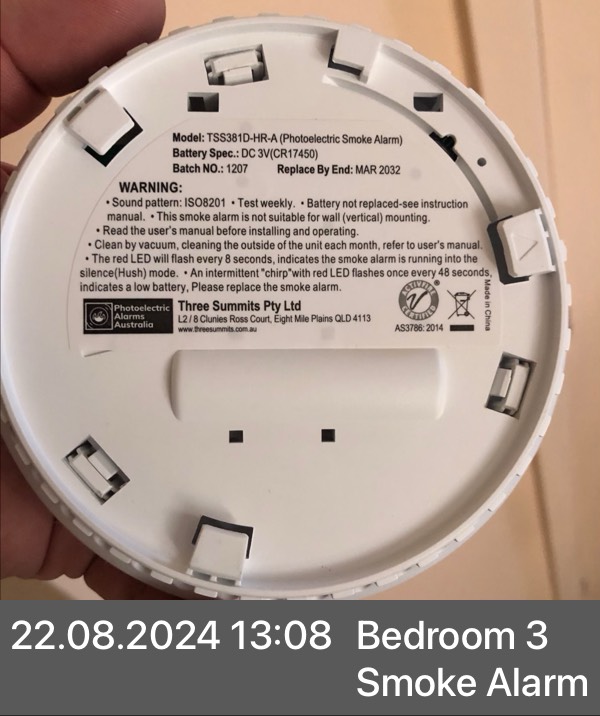 Model: TSS381D-HR-A (Photoelectric Smoke Alarm)
Battery Spec.: DC 3V(CR17450)
Batch NO.: 1207 Replace By End: MAR 2032
WARNING:
• Sound pattern: ISO8201 • Test weekly. • Battery not replaced-see instruction
manual. • This smoke alarm is not suitable for wall (vertical) mounting.
• Read the user's manual before installing and operating.
• Clean by vacuum, cleaning the outside of the unit each month, refer to user's manual.
• The red LED will flash every 8 seconds, indicates the smoke alarm is running into the
silence(Hush) mode. • An intermittent "chirp"with red LED flashes once every 48 seconds,
indicates a low battery, Please replace the smoke alarm.
Photoelectric
Alarms
Australia
Three Summits Pty Ltd
L2 / 8 Clunies Ross Court, Eight Mile Plains QLD 4113
www.threesummits.com.au
AS3786: 2014
Made in China
22.08.2024 13:08 Bedroom 3
Smoke Alarm